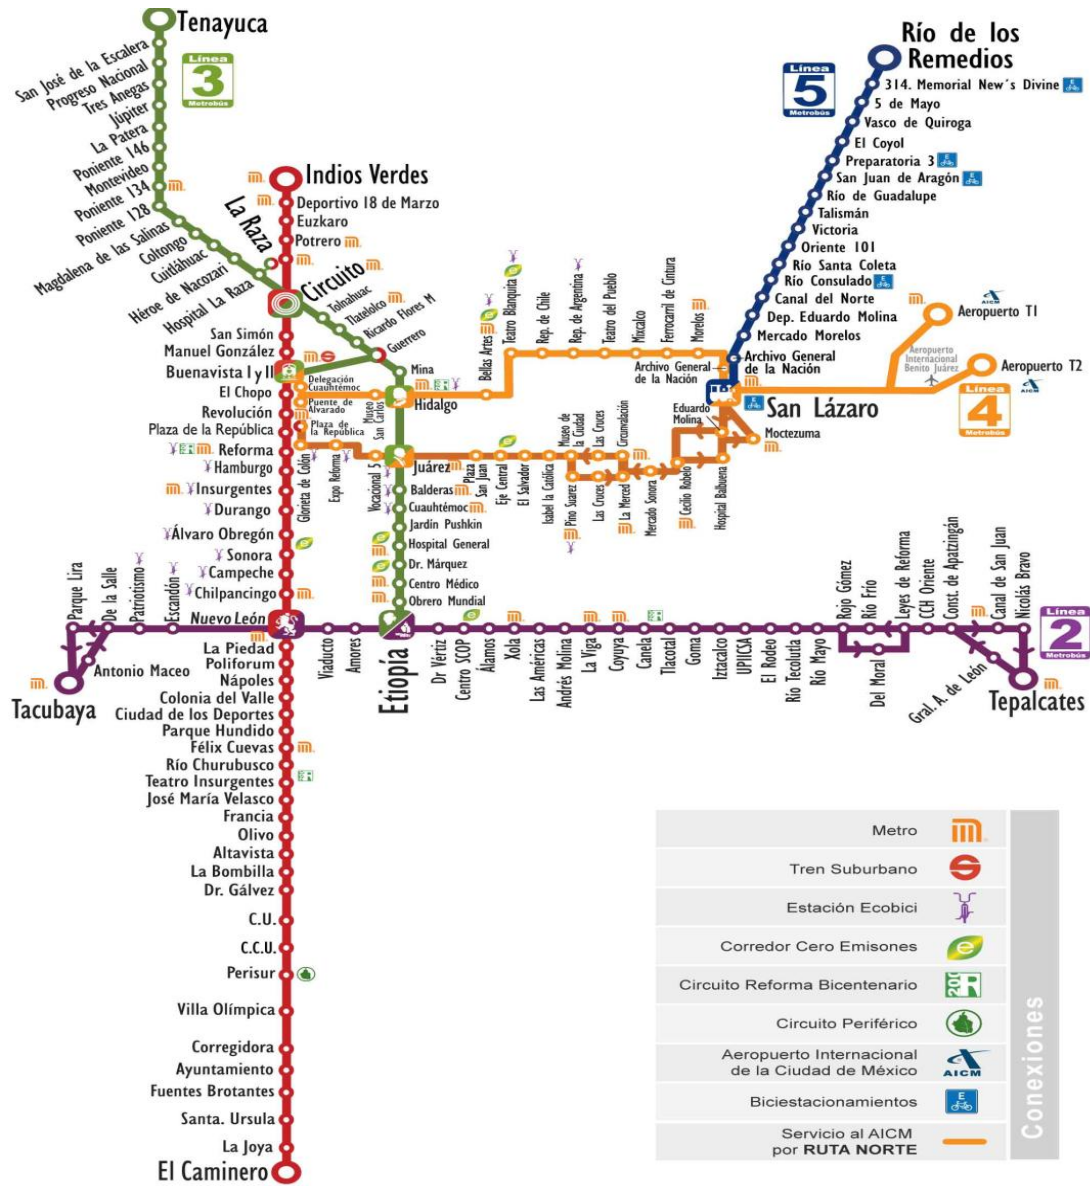 Tenayuca
San José de la Escalera
Progreso Nacional
Tres Anegas
Júpiter
La Patera
Poniente 146
Montevideo
Poniente 134
Poniente 128
Magdalena de las Salinas
Coltongo
Cuitláhuac
Héroe de Nacozari
Hospital La Raza
La Raza
Línea
3
Metrobús
Indios Verdes
Deportivo 18 de Marzo
Euzkaro
Potrero
Circuito
Tolnahuac
Tlatelolco
Ricardo Flores M
Guerrero
Mina
San Simón
Manuel González
Buenavista I y II
El Chopo
Revolución
Plaza de la República
Reforma
Hamburgo
Insurgentes
Durango
Álvaro Obregón
Sonora
Campeche
Chilpancingo
Nuevo León
La Piedad
Poliforum
Nápoles
Colonia del Valle
Ciudad de los Deportes
Parque Hundido
Félix Cuevas
Río Churubusco
Teatro Insurgentes
José María Velasco
Francia
Olivo
Altavista
La Bombilla
Dr. Gálvez
C.U.
C.C.U.
Perisur
Villa Olímpica
Corregidora
Ayuntamiento
Fuentes Brotantes
Santa. Ursula
La Joya
El Caminero
Delegación
Cuauhtémoc
Puente de
Alvarado
Plaza de
la República
Museo
San Carlos
Hidalgo
Glorieta de Colón
Expo Reforma
Vocacional 5
Juárez
Balderas
Cuauhtémoc
Jardín Pushkin
Hospital General
Dr. Márquez
Centro Médico
Obrero Mundial
Etiopía
Bellas Artes
Teatro Blanquita
Rep. de Chile
Rep. de Argentina
Teatro del Pueblo
Mixcalco
Ferrocarril de Cintura
Morelos
Archivo General
de la Nación
Plaza
San Juan
Eje Central
El Salvador
Isabel la Católica
Museo de
la Ciudad
Las Cruces
Circunvalación
Pino Suarez
Las Cruces
La Merced
Mercado Sonora
Cecilio Robelo
Hospital Balbuena
Eduardo
Molina
Moctezuma
San Lázaro
Río de los
Remedios
Línea
5
Metrobús
314. Memorial New´s Divine
5 de Mayo
Vasco de Quiroga
El Coyol
Preparatoria 3
San Juan de Aragón
Río de Guadalupe
Talismán
Victoria
Oriente 101
Río Santa Coleta
Río Consulado
Canal del Norte
Dep. Eduardo Molina
Mercado Morelos
Archivo General
de la Nación
AICM
Aeropuerto T1
Aeropuerto
Internacional
Benito Juárez
Aeropuerto T2
AICM
Línea
4
Metrobús
Tacubaya
Parque Lira
De la Salle
Antonio Maceo
Patriotismo
Escandón
Viaducto
Amores
Dr Vértiz
Centro SCOP
Álamos
Xola
Las Américas
Andrés Molina
La Viga
Coyuya
Canela
Tlacotal
Goma
Iztacalco
UPIICSA
El Rodeo
Río Tecolutla
Río Mayo
Rojo Gómez
Río Frío
Del Moral
Leyes de Reforma
CCH Oriente
Const. de Apatzingán
Canal de San Juan
Nicolás Bravo
Gral. A. de León
Tepalcates
Línea
2
Metrobús
Metro
Tren Suburbano
Estación Ecobici
Corredor Cero Emisones
Circuito Reforma Bicentenario
Circuito Periférico
Aeropuerto Internacional
de la Ciudad de México
AICM
Biciestacionamientos
Servicio al AICM
por RUTA NORTE
Conexiones